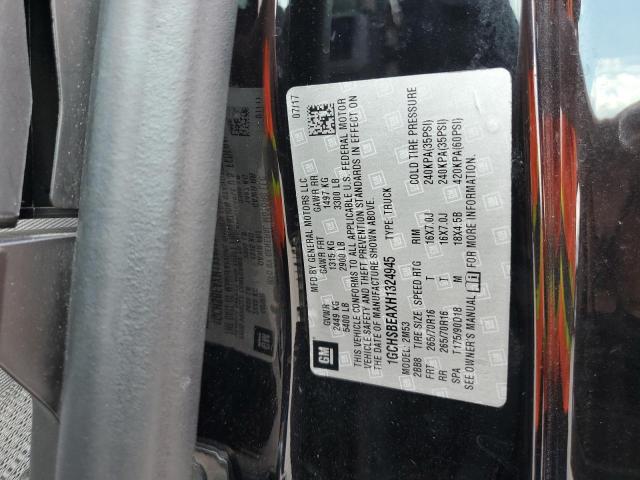 GM
MFD BY GENERAL MOTORS LLC
07/17
GVWR GAWR FRT GAWR RR
2449 KG 1315 KG 1497 KG
5400 LB 2900 LB 3300 LB
THIS VEHICLE CONFORMS TO ALL APPLICABLE U.S. FEDERAL MOTOR
VEHICLE SAFETY AND THEFT PREVENTION STANDARDS IN EFFECT ON
THE DATE OF MANUFACTURE SHOWN ABOVE.
1GCHSBEAXH1324945 TYPE: TRUCK
MODEL: 2M53
28B8 TIRE SIZE SPEED RTG RIM COLD TIRE PRESSURE
FRT 265/70R16 T 16X7.0J 240KPA(35PSI)
RR 265/70R16 T 16X7.0J 240KPA(35PSI)
SPA T175/90D18 M 18X4.5B 420KPA(60PSI)
SEE OWNER'S MANUAL FOR MORE INFORMATION.